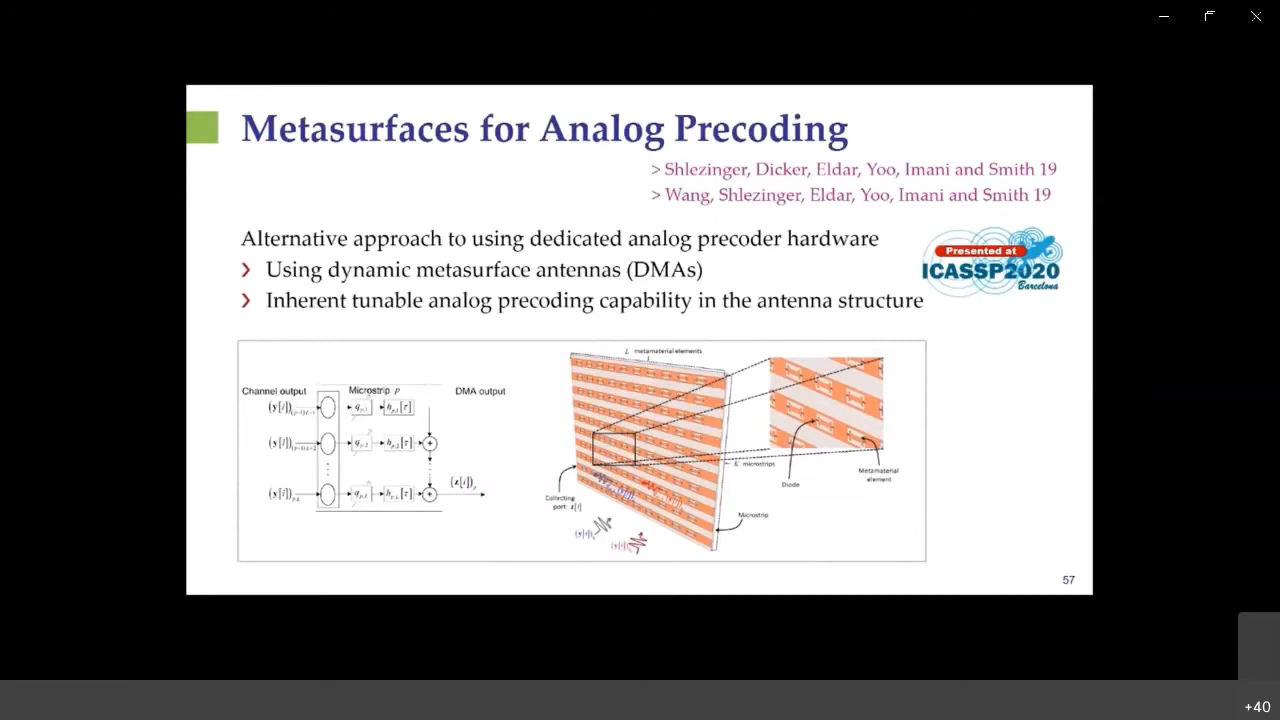 Metasurfaces for Analog Precoding
> Shlezinger, Dicker, Eldar, Yoo, Imani and Smith 19
> Wang, Shlezinger, Eldar, Yoo, Imani and Smith 19
Alternative approach to using dedicated analog precoder hardware
Presented at
ICASSP2020
Barcelona
› Using dynamic metasurface antennas (DMAs)
› Inherent tunable analog precoding capability in the antenna structure
L metamaterial elements
Channel output
Microstrip p
DMA output
K microstrips
Metamaterial
element
Diode
Collecting
port: z[i]
Microstrip
57
+40